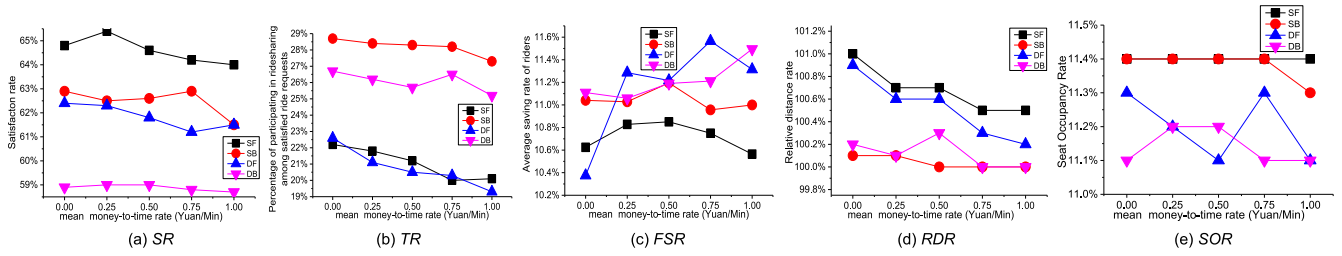 65%
64%
63%
62%
61%
60%
59%
Satisfaction rate
SF
SB
DF
DB
0.00 0.25 0.50 0.75 1.00
mean money-to-time rate (Yuan/Min)
(a) SR
29%
28%
27%
26%
25%
24%
23%
22%
21%
20%
19%
Percentage of participating in ridesharing
among satisfied ride requests
SF
SB
DF
DB
0.00 0.25 0.50 0.75 1.00
mean money-to-time rate (Yuan/Min)
(b) TR
11.6%
11.4%
11.2%
11.0%
10.8%
10.6%
10.4%
10.2%
Average saving rate of riders
SF
SB
DF
DB
0.00 0.25 0.50 0.75 1.00
mean money-to-time rate (Yuan/Min)
(c) FSR
101.2%
101.0%
100.8%
100.6%
100.4%
100.2%
100.0%
99.8%
Relative distance rate
SF
SB
DF
DB
0.00 0.25 0.50 0.75 1.00
mean money-to-time rate (Yuan/Min)
(d) RDR
11.5%
11.4%
11.3%
11.2%
11.1%
11.0%
Seat Occupancy Rate
SF
SB
DF
DB
0.00 0.25 0.50 0.75 1.00
mean money-to-time rate (Yuan/Min)
(e) SOR